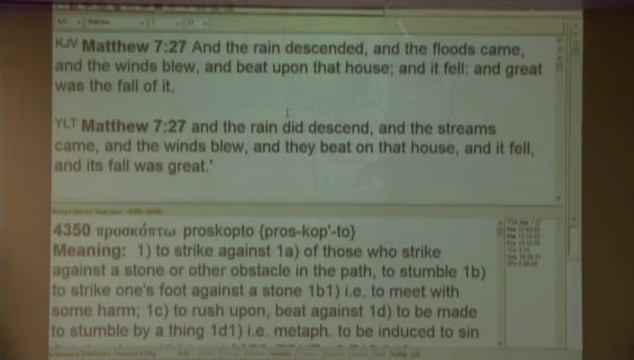 KJV Matthew 7:27 And the rain descended, and the floods came,
and the winds blew, and beat upon that house; and it fell: and great
was the fall of it.
YLT Matthew 7:27 and the rain did descend, and the streams
came, and the winds blew, and they beat on that house, and it fell,
and its fall was great.'
4350 προσκόπτω proskopto {pros-kop'-to}
Meaning: 1) to strike against 1a) of those who strike
against a stone or other obstacle in the path, to stumble 1b)
to strike one's foot against a stone 1b1) i.e. to meet with
some harm; 1c) to rush upon, beat against 1d) to be made
to stumble by a thing 1d1) i.e. metaph. to be induced to sin